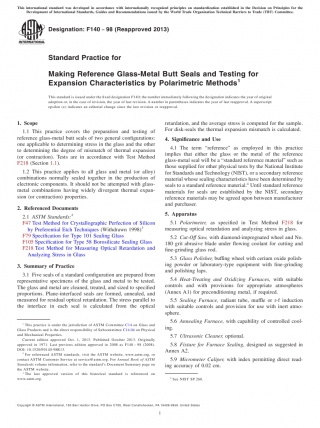 This international standard was developed in accordance with internationally recognized principles on standardization established in the Decision on Principles for the
Development of International Standards, Guides and Recommendations issued by the World Trade Organization Technical Barriers to Trade (TBT) Committee.
Designation: F140 − 98 (Reapproved 2013)
Standard Practice for
Making Reference Glass-Metal Butt Seals and Testing for
Expansion Characteristics by Polarimetric Methods1
This standard is issued under the fixed designation F140; the number immediately following the designation indicates the year of original
adoption or, in the case of revision, the year of last revision. A number in parentheses indicates the year of last reapproval. A superscript
epsilon (ε) indicates an editorial change since the last revision or reapproval.
1. Scope
1.1 This practice covers the preparation and testing of
reference glass-metal butt seals of two general configurations:
one applicable to determining stress in the glass and the other
to determining the degree of mismatch of thermal expansion
(or contraction). Tests are in accordance with Test Method
F218 (Section 1.1).
1.2 This practice applies to all glass and metal (or alloy)
combinations normally sealed together in the production of
electronic components. It should not be attempted with glass-
metal combinations having widely divergent thermal expan-
sion (or contraction) properties.
2. Referenced Documents
2.1 ASTM Standards:2
F47 Test Method for Crystallographic Perfection of Silicon
by Preferential Etch Techniques (Withdrawn 1998)3
F79 Specification for Type 101 Sealing Glass
F105 Specification for Type 58 Borosilicate Sealing Glass
F218 Test Method for Measuring Optical Retardation and
Analyzing Stress in Glass
3. Summary of Practice
3.1 Five seals of a standard configuration are prepared from
representative specimens of the glass and metal to be tested.
The glass and metal are cleaned, treated, and sized to specified
proportions. Plane-interfaced seals are formed, annealed, and
measured for residual optical retardation. The stress parallel to
the interface in each seal is calculated from the optical
1 This practice is under the jurisdiction of ASTM Committee C14 on Glass and
Glass Products and is the direct responsibility of Subcommittee C14.04 on Physical
and Mechanical Properties.
Current edition approved Oct. 1, 2013. Published October 2013. Originally
approved in 1971. Last previous edition approved in 2008 as F140 – 98 (2008).
2 For referenced ASTM standards, visit the ASTM website, www.astm.org, or
contact ASTM Customer Service at service@astm.org. For Annual Book of ASTM
Standards volume information, refer to the standard's Document Summary page on
the ASTM website.
3 The last approved version of this historical standard is referenced on
www.astm.org.
retardation, and the average stress is computed for the sample.
For disk-seals the thermal expansion mismatch is calculated.
4. Significance and Use
4.1 The term "reference" as employed in this practice
implies that either the glass or the metal of the reference
glass-metal seal will be a "standard reference material" such as
those supplied for other physical tests by the National Institute
for Standards and Technology (NIST), or a secondary reference
material whose sealing characteristics have been determined by
seals to a standard reference material.4 Until standard reference
materials for seals are established by the NIST, secondary
reference materials may be agreed upon between manufacturer
and purchaser.
5. Apparatus
5.1 Polarimeter, as specified in Test Method F218 for
measuring optical retardation and analyzing stress in glass.
5.2 Cut-Off Saw, with diamond-impregnated wheel and No.
180 grit abrasive blade under flowing coolant for cutting and
fine-grinding glass rod.
5.3 Glass Polisher, buffing wheel with cerium oxide polish-
ing powder or laboratory-type equipment with fine-grinding
and polishing laps.
5.4 Heat-Treating and Oxidizing Furnaces, with suitable
controls and with provisions for appropriate atmospheres
(Annex A1) for preconditioning metal, if required.
5.5 Sealing Furnace, radiant tube, muffle or r-f induction
with suitable controls and provision for use with inert atmo-
sphere.
5.6 Annealing Furnace, with capability of controlled cool-
ing.
5.7 Ultrasonic Cleaner, optional.
5.8 Fixture for Furnace Sealing, designed as suggested in
Annex A2.
5.9 Micrometer Caliper, with index permitting direct read-
ing accuracy of 0.02 cm.
4 See, NIST SP 260.
Copyright © ASTM International, 100 Barr Harbor Drive, PO Box C700, West Conshohocken, PA 19428-2959. United States
1